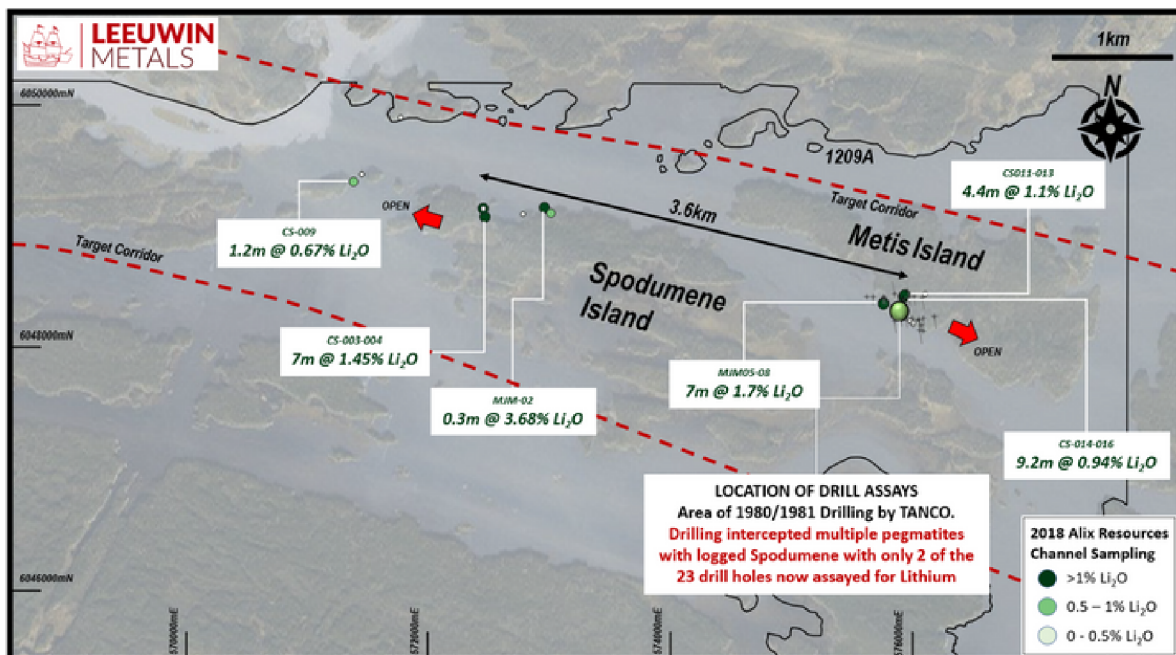 LEEUWIN
METALS
1km
N
6050000mN
1209A
CS011-013
4.4m @ 1.1% Li₂O
Target Corridor
3.6km
OPEN
CS-009
1.2m @ 0.67% Li₂O
Metis Island
Target Corridor
Spodumene
Island
6048000mN
CS-003-004
7m @ 1.45% Li₂O
OPEN
MJM-02
0.3m @ 3.68% Li₂O
MJM05-08
7m @ 1.7% Li₂O
CS-014-016
9.2m @ 0.94% Li₂O
LOCATION OF DRILL ASSAYS
Area of 1980/1981 Drilling by TANCO.
Drilling intercepted multiple pegmatites
with logged Spodumene with only 2 of the
23 drill holes now assayed for Lithium
2018 Alix Resources
Channel Sampling
>1% Li₂O
0.5 – 1% Li₂O
0 - 0.5% Li₂O
6046000mN
570000mE
572000mE
574000mE
576000mE